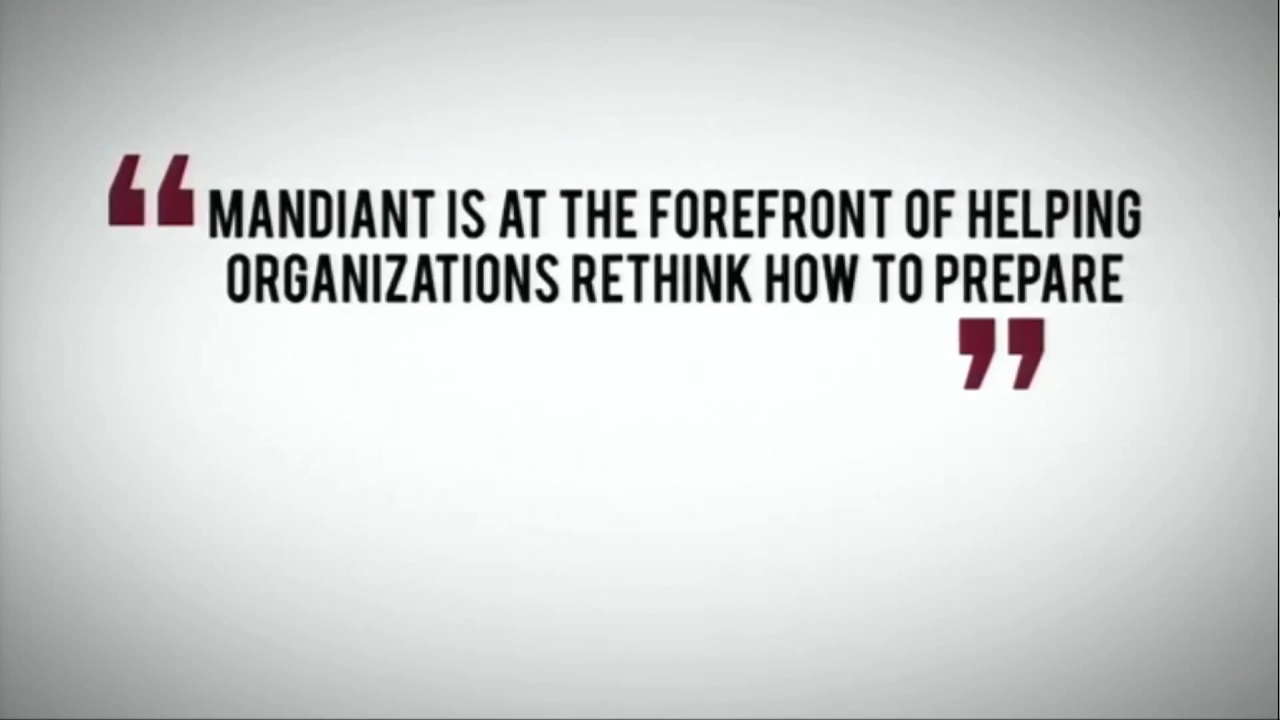 “MANDIANT IS AT THE FOREFRONT OF HELPING
ORGANIZATIONS RETHINK HOW TO PREPARE
”